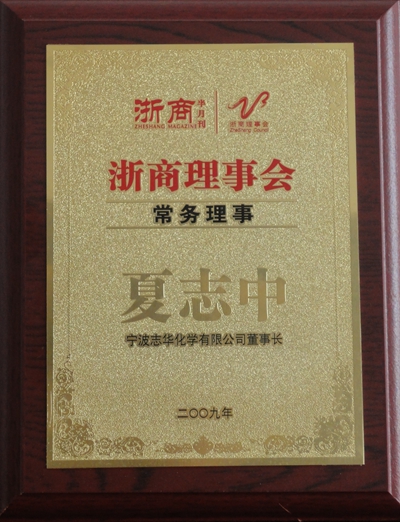 浙商 半月刊
ZHESHANG MAGAZINE
浙商理事会
Zheshang Council
浙商理事会
常务理事
夏志中
宁波志华化学有限公司董事长
二〇〇九年